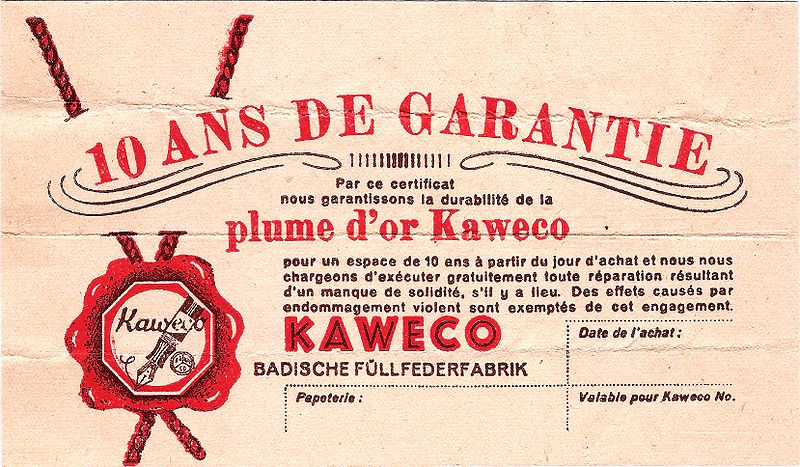 10 ANS DE GARANTIE
Par ce certificat
nous garantissons la durabilité de la
plume d'or Kaweco
pour un espace de 10 ans à partir du jour d'achat et nous nous
chargeons d'exécuter gratuitement toute réparation résultant
d'un manque de solidité, s'il y a lieu. Des effets causés par
endommagement violent sont exemptés de cet engagement.
Kaweco
KAWECO
BADISCHE FÜLLFEDERFABRIK
Date de l'achat :
Papeterie :
Valable pour Kaweco No.